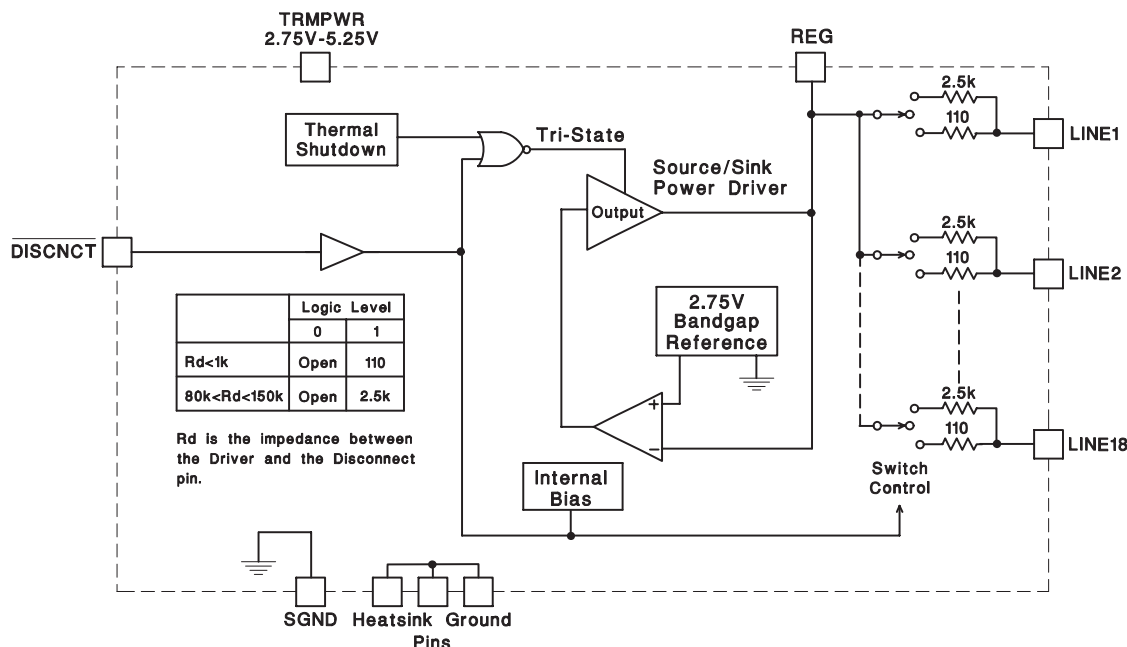 TRMPWR
2.75V-5.25V
REG
2.5k
110
LINE1
Thermal
Shutdown
Tri-State
Source/Sink
Power Driver
Output
DISCNCT
2.5k
110
LINE2
Logic Level
0 1
Rd<1k Open 110
80k<Rd<150k Open 2.5k
2.75V
Bandgap
Reference
+
−
2.5k
110
LINE18
Rd is the impedance between
the Driver and the Disconnect
pin.
Internal
Bias
Switch
Control
SGND
Heatsink Ground
Pins